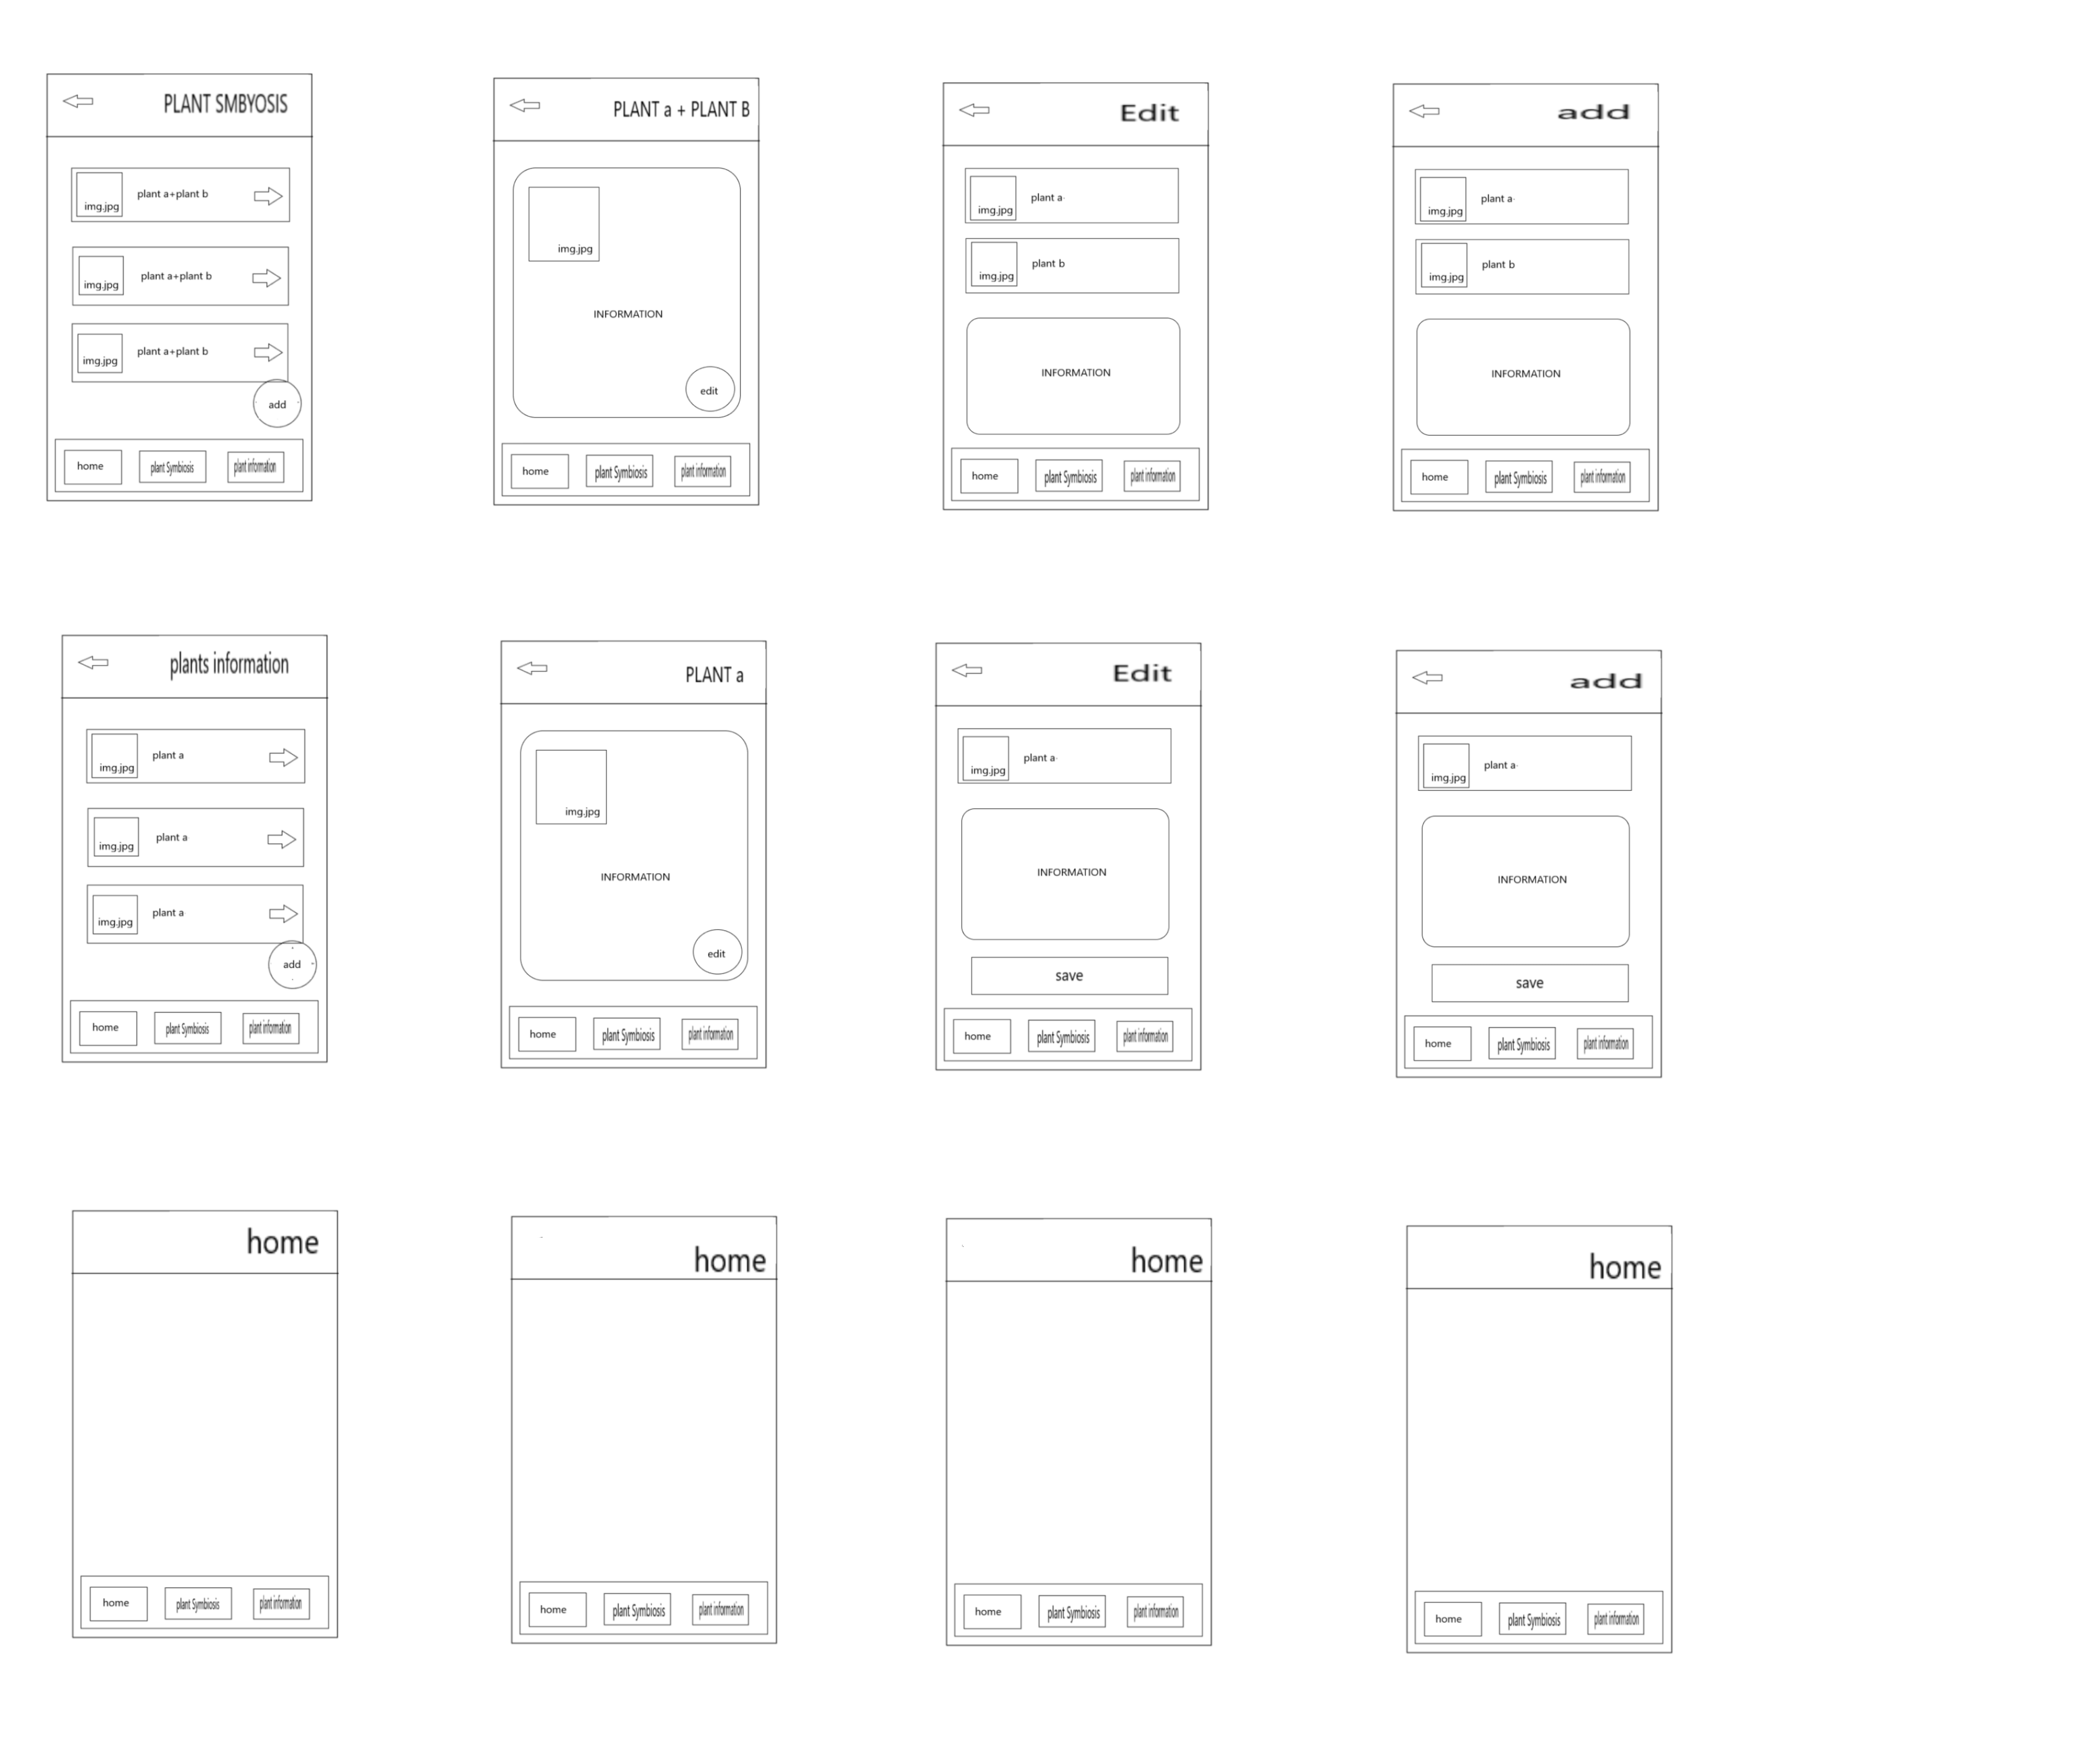 PLANT SMBYOSIS
img.jpg
plant a+plant b
img.jpg
plant a+plant b
img.jpg
plant a+plant b
add
home
plant Symbiosis
plant information
PLANT a + PLANT B
img.jpg
INFORMATION
edit
home
plant Symbiosis
plant information
Edit
img.jpg
plant a
img.jpg
plant b
INFORMATION
home
plant Symbiosis
plant information
add
img.jpg
plant a
img.jpg
plant b
INFORMATION
home
plant Symbiosis
plant information
plants information
img.jpg
plant a
img.jpg
plant a
img.jpg
plant a
add
home
plant Symbiosis
plant information
PLANT a
img.jpg
INFORMATION
edit
home
plant Symbiosis
plant information
Edit
img.jpg
plant a
INFORMATION
save
home
plant Symbiosis
plant information
add
img.jpg
plant a
INFORMATION
save
home
plant Symbiosis
plant information
home
home
plant Symbiosis
plant information
home
home
plant Symbiosis
plant information
home
home
plant Symbiosis
plant information
home
home
plant Symbiosis
plant information